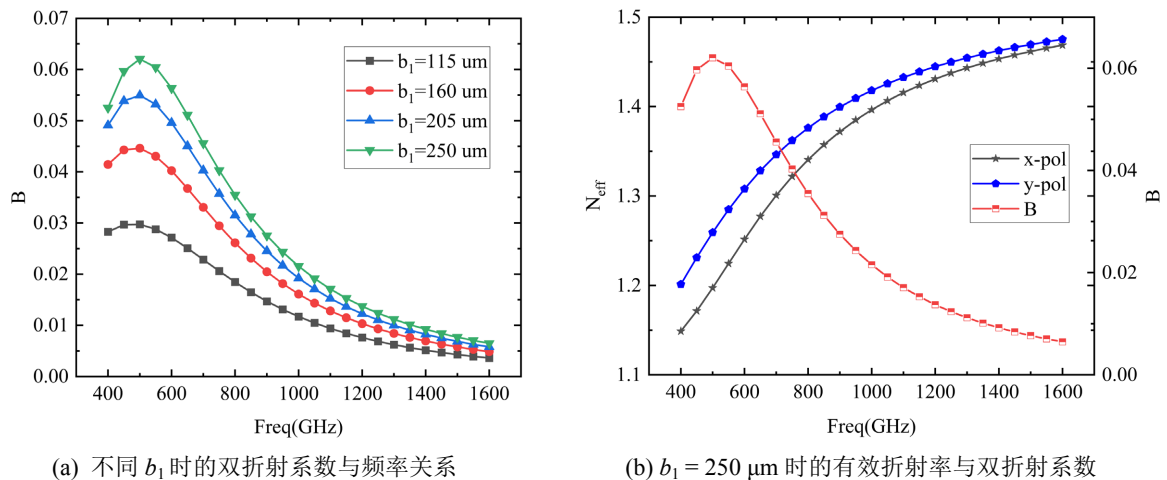 0.07
0.06
0.05
0.04
0.03
0.02
0.01
0.00
B
400 600 800 1000 1200 1400 1600
Freq(GHz)
b1=115 um
b1=160 um
b1=205 um
b1=250 um
(a) 不同 b1 时的双折射系数与频率关系
1.5
1.4
1.3
1.2
1.1
Neff
400 600 800 1000 1200 1400 1600
Freq(GHz)
x-pol
y-pol
B
0.06
0.04
0.02
0.00
B
(b) b1 = 250 μm 时的有效折射率与双折射系数